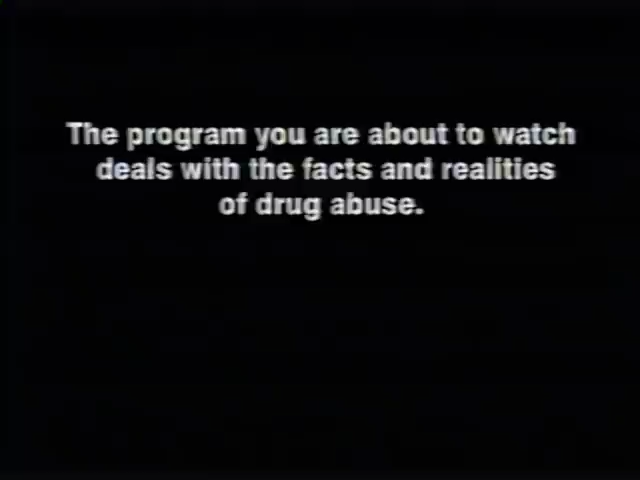 The program you are about to watch
deals with the facts and realities
of drug abuse.